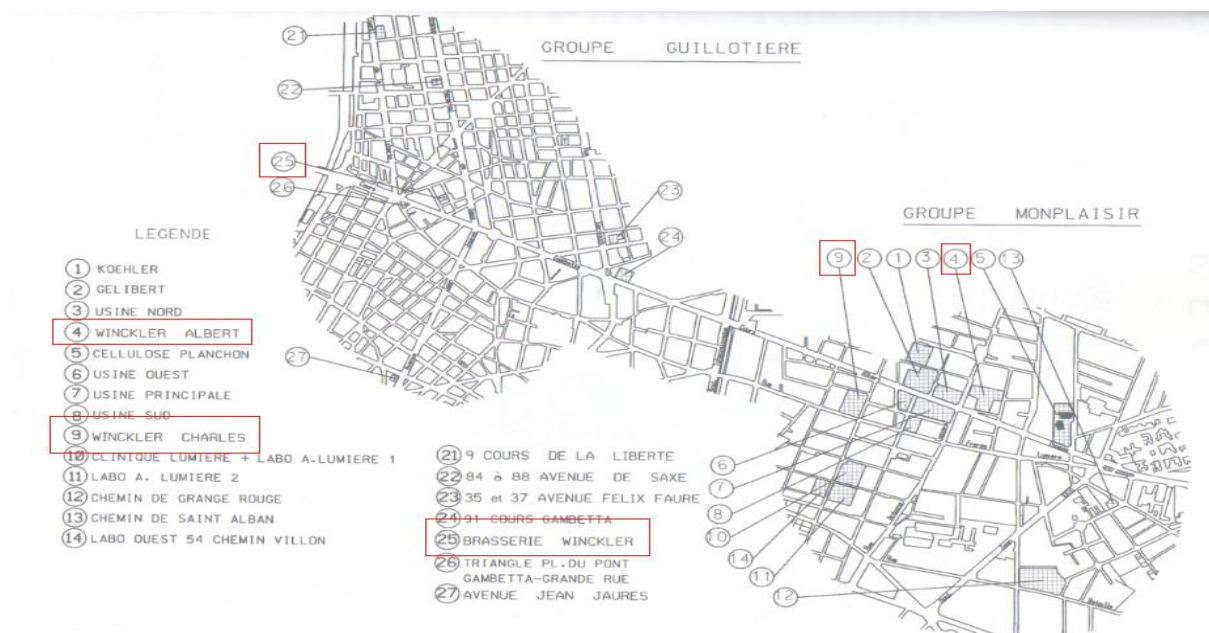 GROUPE GUILLOTIERE
21
22
25
26
23
24
27
GROUPE MONPLAISIR
9 2 1 3 4 5 13
6
7
8
10
14
11
12
Cours
Gambetta
Cours
Rue
Freres
Lumiere
LEGENDE
1 KOEHLER
2 GELIBERT
3 USINE NORD
4 WINCKLER ALBERT
5 CELLULOSE PLANCHON
6 USINE OUEST
7 USINE PRINCIPALE
8 USINE SUD
9 WINCKLER CHARLES
10 CLINIQUE LUMIERE + LABO A.LUMIERE 1
11 LABO A. LUMIERE 2
12 CHEMIN DE GRANGE ROUGE
13 CHEMIN DE SAINT ALBAN
14 LABO OUEST 54 CHEMIN VILLON
21 9 COURS DE LA LIBERTE
22 84 à 88 AVENUE DE SAXE
23 35 et 37 AVENUE FELIX FAURE
24 91 COURS GAMBETTA
25 BRASSERIE WINCKLER
26 TRIANGLE PL.DU PONT
GAMBETTA-GRANDE RUE
27 AVENUE JEAN JAURES